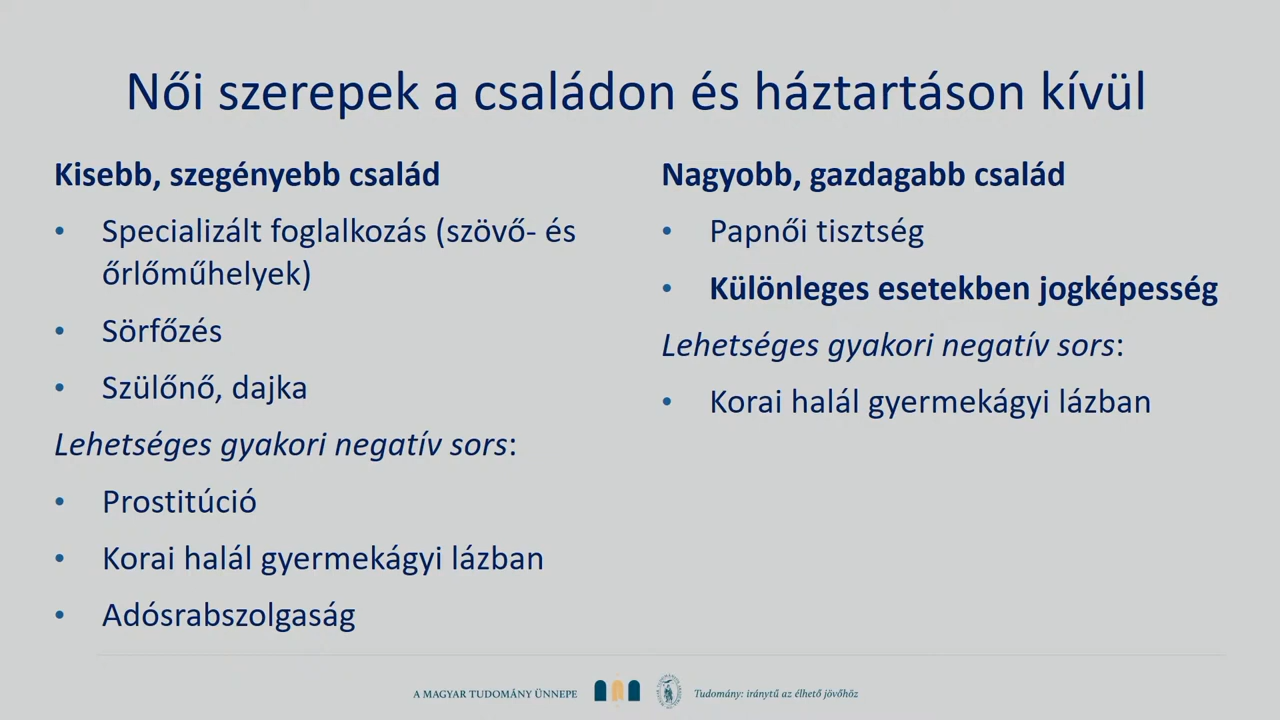 Női szerepek a családon és háztartáson kívül
Kisebb, szegényebb család
• Specializált foglalkozás (szövő- és
őrlőműhelyek)
• Sörfőzés
• Szülőnő, dajka
Lehetséges gyakori negatív sors:
• Prostitúció
• Korai halál gyermekágyi lázban
• Adósrabszolgaság
Nagyobb, gazdagabb család
• Papnői tisztség
• Különleges esetekben jogképesség
Lehetséges gyakori negatív sors:
• Korai halál gyermekágyi lázban
A MAGYAR TUDOMÁNY ÜNNEPE
Tudomány: iránytű az élhető jövőhöz